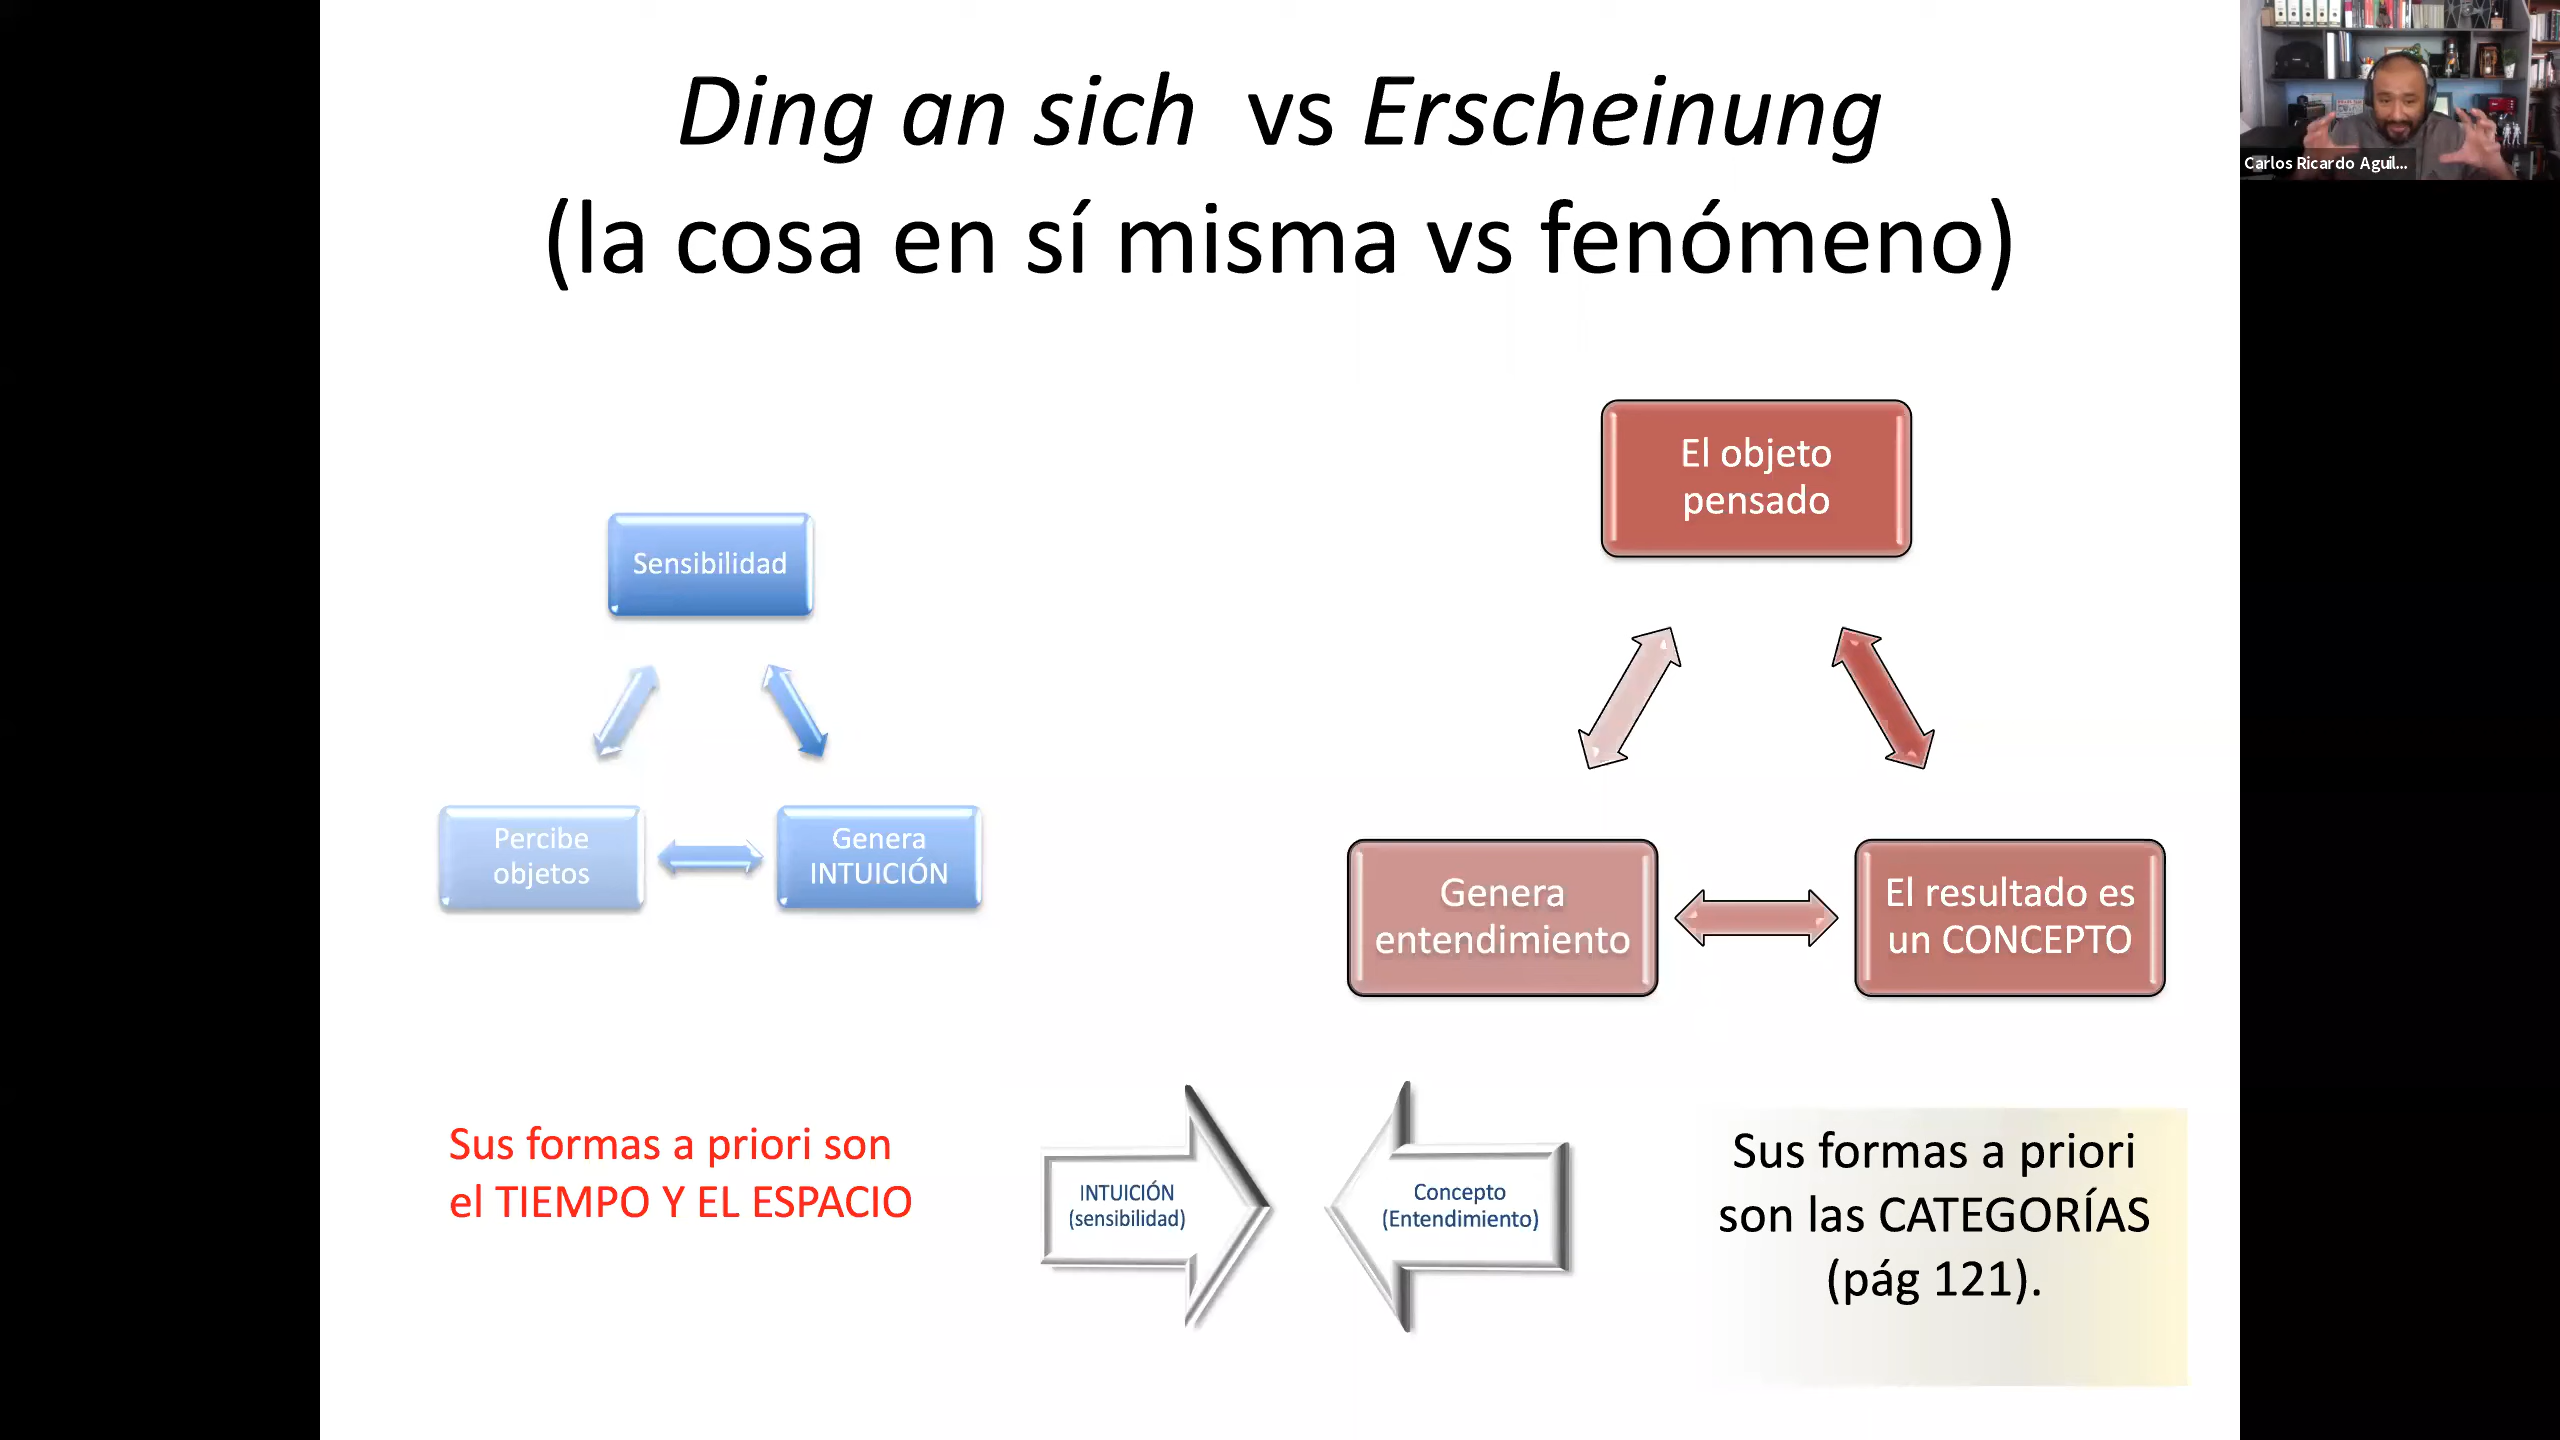 Ding an sich vs Erscheinung
(la cosa en sí misma vs fenómeno)
Carlos Ricardo Aguil...
Sensibilidad
Percibe
objetos
Genera
INTUICIÓN
El objeto
pensado
Genera
entendimiento
El resultado es
un CONCEPTO
Sus formas a priori son
el TIEMPO Y EL ESPACIO
INTUICIÓN
(sensibilidad)
Concepto
(Entendimiento)
Sus formas a priori
son las CATEGORÍAS
(pág 121).